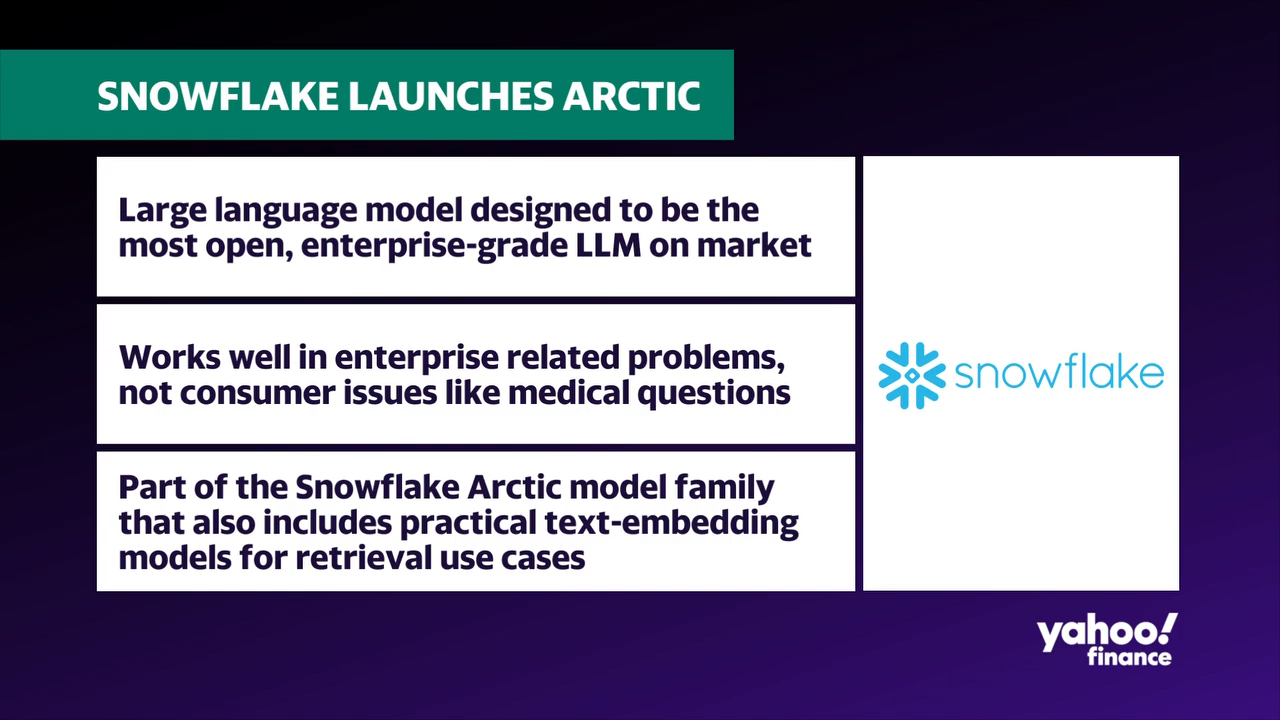 SNOWFLAKE LAUNCHES ARCTIC
Large language model designed to be the
most open, enterprise-grade LLM on market
Works well in enterprise related problems,
not consumer issues like medical questions
Part of the Snowflake Arctic model family
that also includes practical text-embedding
models for retrieval use cases
snowflake
yahoo!
finance